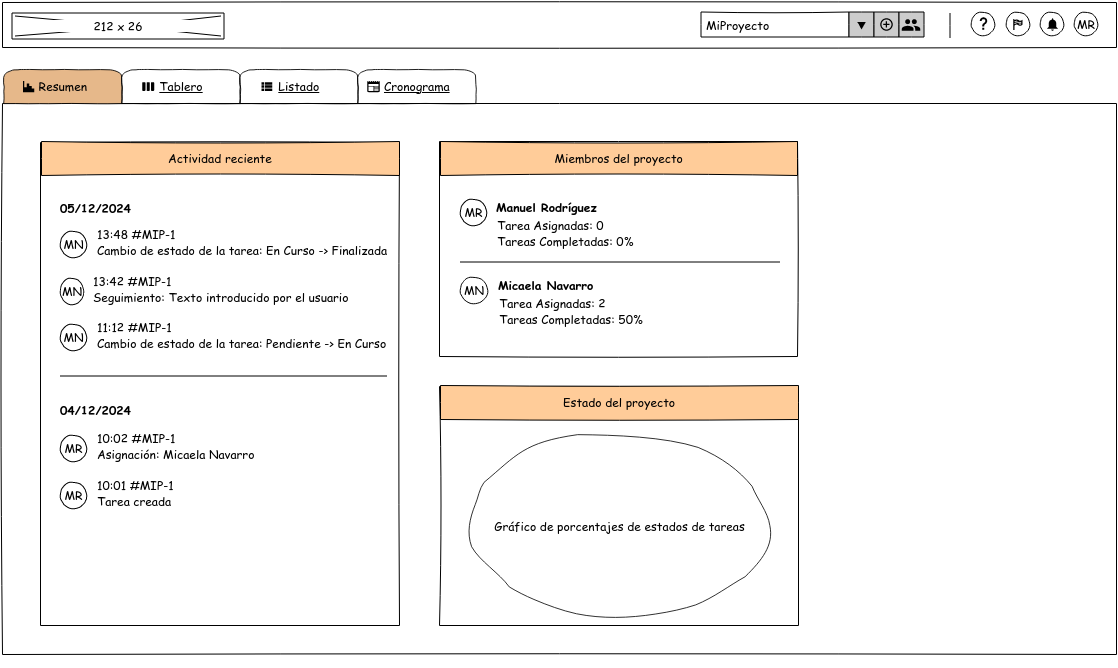 212 x 26
MiProyecto
?
MR
Resumen
Tablero
Listado
Cronograma
Actividad reciente
05/12/2024
MN
13:48 #MIP-1
Cambio de estado de la tarea: En Curso -> Finalizada
MN
13:42 #MIP-1
Seguimiento: Texto introducido por el usuario
MN
11:12 #MIP-1
Cambio de estado de la tarea: Pendiente -> En Curso
04/12/2024
MR
10:02 #MIP-1
Asignación: Micaela Navarro
MR
10:01 #MIP-1
Tarea creada
Miembros del proyecto
MR
Manuel Rodríguez
Tarea Asignadas: 0
Tareas Completadas: 0%
MN
Micaela Navarro
Tarea Asignadas: 2
Tareas Completadas: 50%
Estado del proyecto
Gráfico de porcentajes de estados de tareas